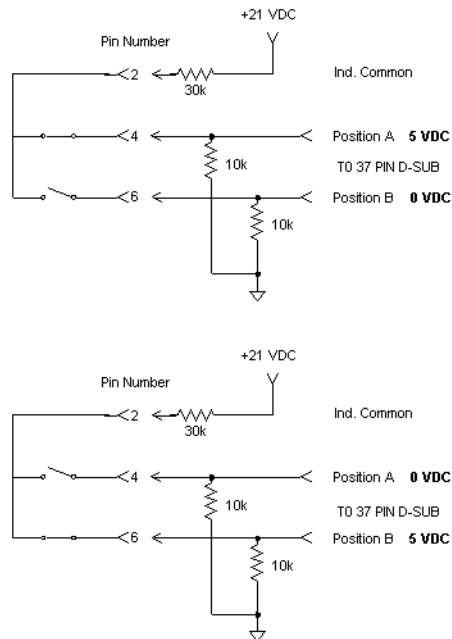 +21 VDC
Pin Number
2
30k
Ind. Common
4
Position A 5 VDC
10k
TO 37 PIN D-SUB
6
Position B 0 VDC
10k
+21 VDC
Pin Number
2
30k
Ind. Common
4
Position A 0 VDC
10k
TO 37 PIN D-SUB
6
Position B 5 VDC
10k